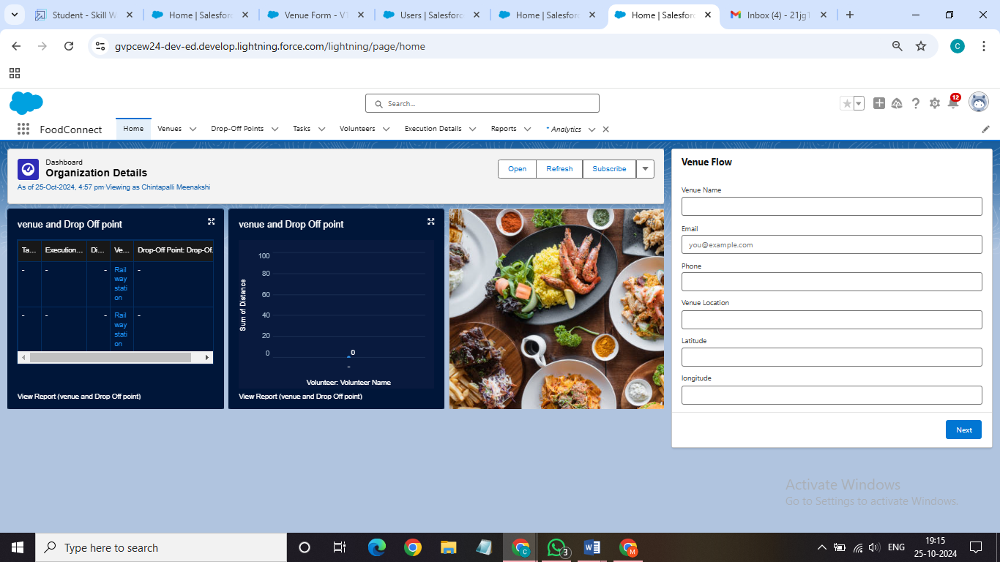 Student - Skill W
Home | Salesforc
Venue Form - V1
Users | Salesforc
Home | Salesforc
Home | Salesforc
Inbox (4) - 21jg1
gvpcew24-dev-ed.develop.lightning.force.com/lightning/page/home
C
Search...
12
FoodConnect
Home
Venues
Drop-Off Points
Tasks
Volunteers
Execution Details
Reports
* Analytics
Dashboard
Organization Details
As of 25-Oct-2024, 4:57 pm·Viewing as Chintapalli Meenakshi
Open
Refresh
Subscribe
venue and Drop Off point
Ta... Execution... Di... Ve... Drop-Off Point: Drop-Of.
- - - Rail -
way
stati
on
- - - Rail -
way
stati
on
View Report (venue and Drop Off point)
venue and Drop Off point
Sum of Distance
100
80
60
40
20
0
0
-
Volunteer: Volunteer Name
View Report (venue and Drop Off point)
Venue Flow
Venue Name
Email
you@example.com
Phone
Venue Location
Latitude
longitude
Next
Activate Windows
Go to Settings to activate Windows.
Type here to search
C
3
M
ENG
19:15
25-10-2024